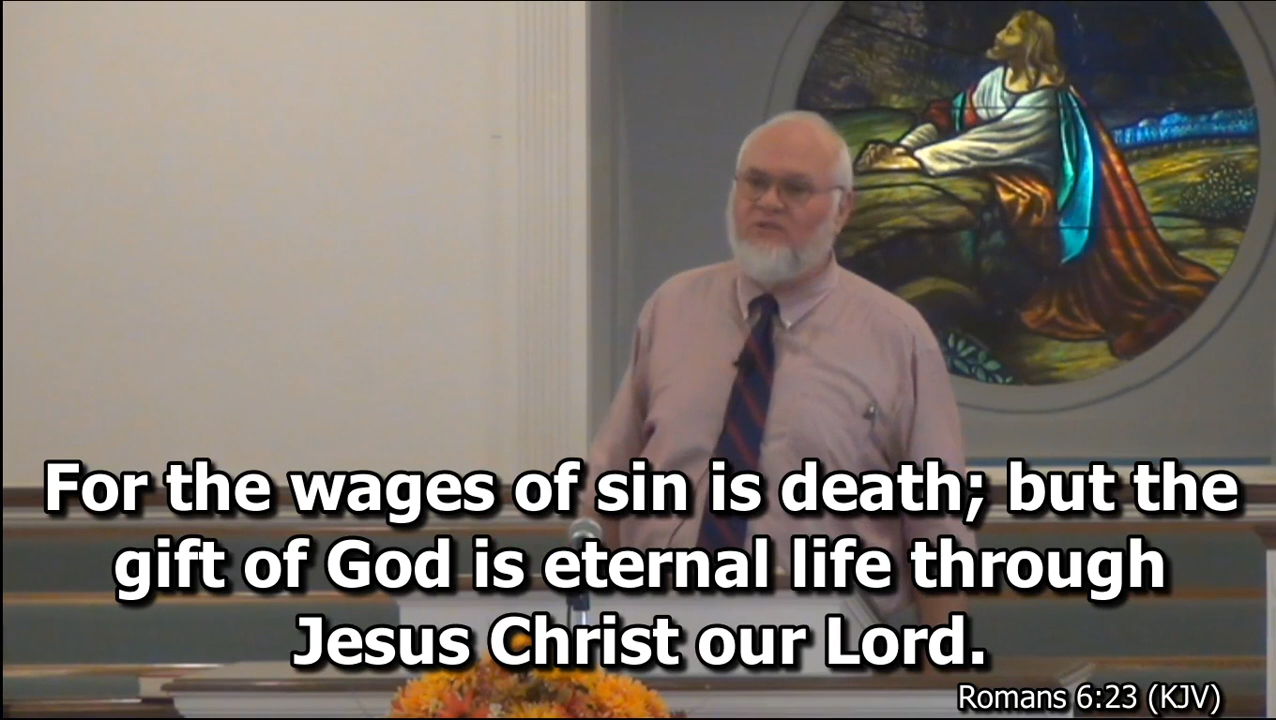 For the wages of sin is death; but the
gift of God is eternal life through
Jesus Christ our Lord.
Romans 6:23 (KJV)